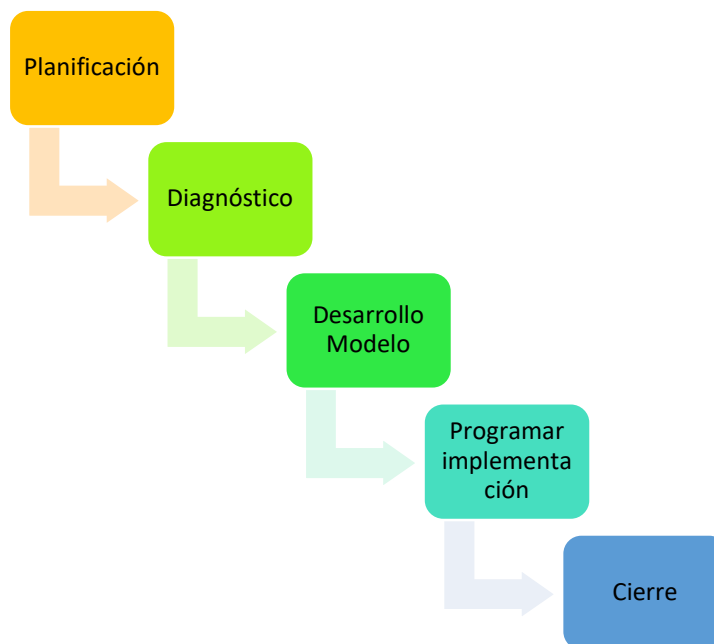 Planificación
Diagnóstico
Desarrollo
Modelo
Programar
implementa
ción
Cierre